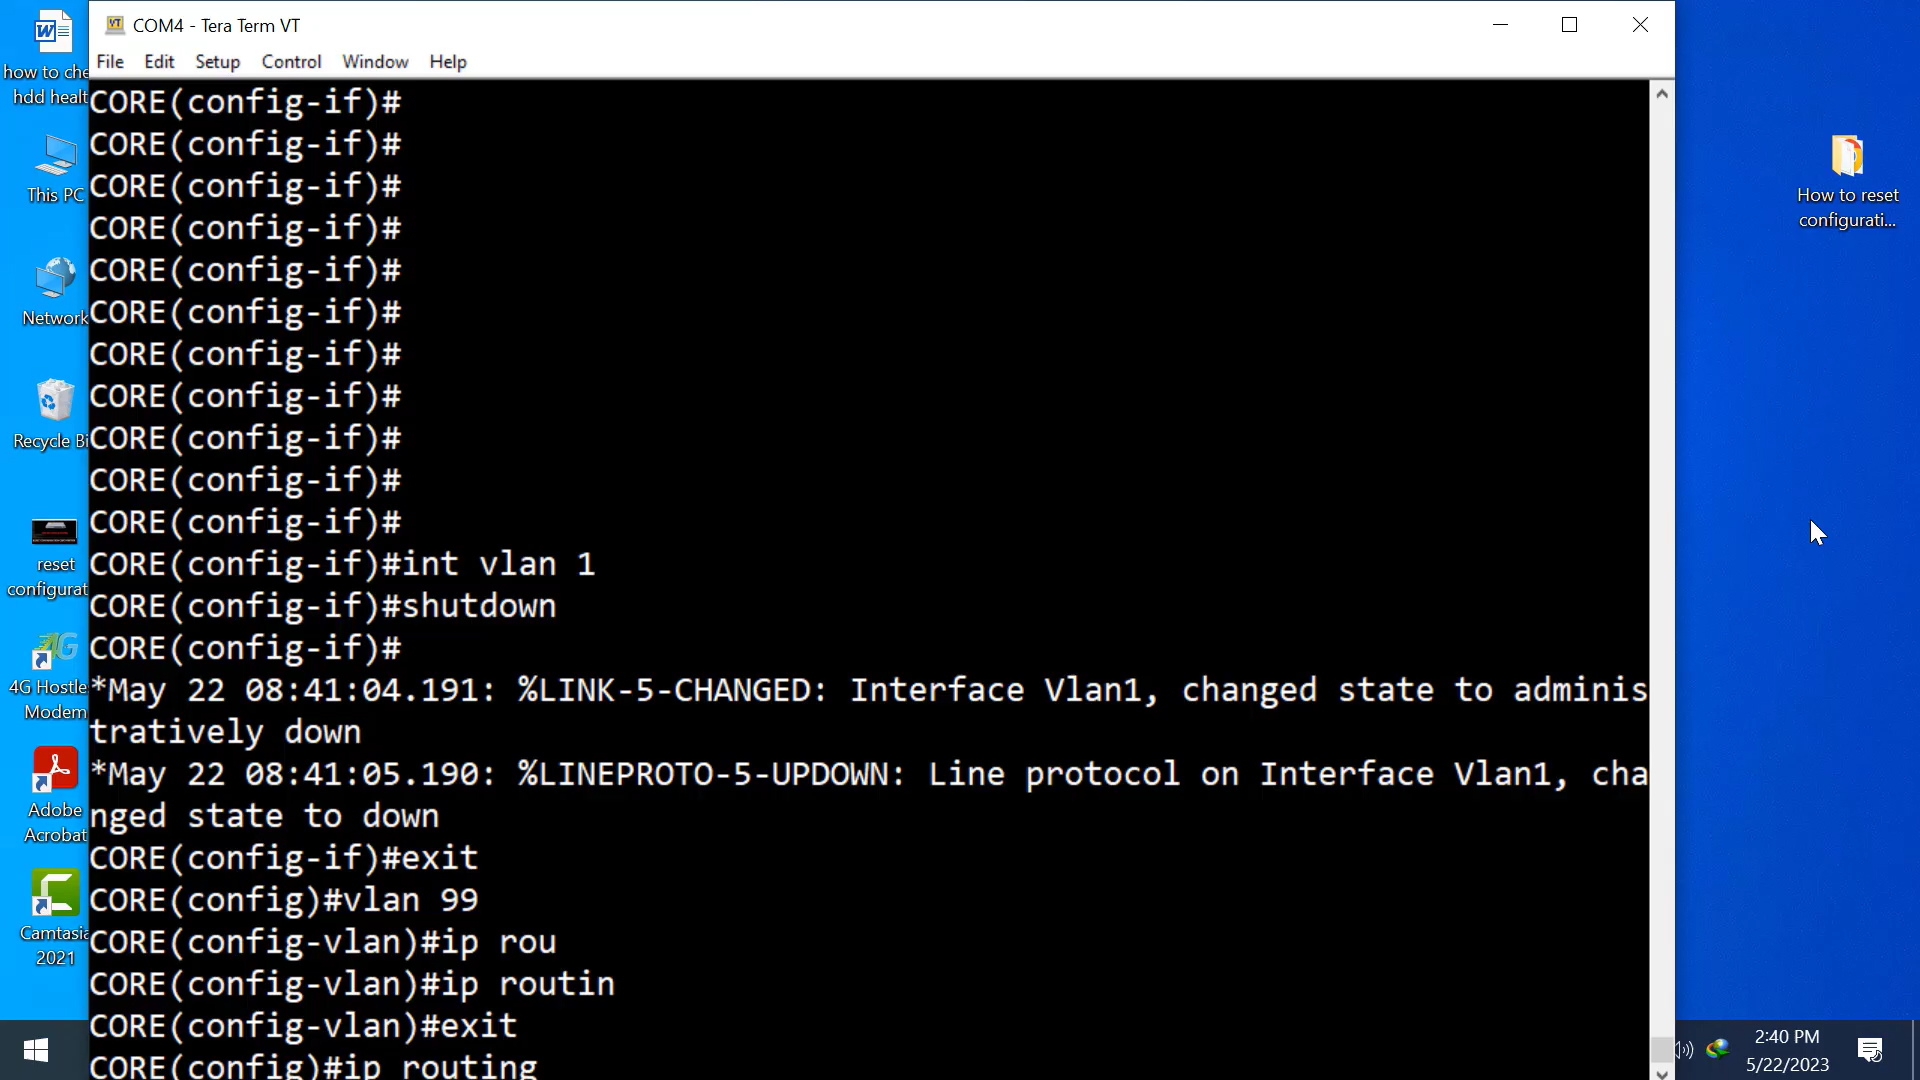 COM4 - Tera Term VT
File Edit Setup Control Window Help
CORE(config-if)#
CORE(config-if)#
CORE(config-if)#
CORE(config-if)#
CORE(config-if)#
CORE(config-if)#
CORE(config-if)#
CORE(config-if)#
CORE(config-if)#
CORE(config-if)#
CORE(config-if)#
CORE(config-if)#int vlan 1
CORE(config-if)#shutdown
CORE(config-if)#
*May 22 08:41:04.191: %LINK-5-CHANGED: Interface Vlan1, changed state to adminis
tratively down
*May 22 08:41:05.190: %LINEPROTO-5-UPDOWN: Line protocol on Interface Vlan1, cha
nged state to down
CORE(config-if)#exit
CORE(config)#vlan 99
CORE(config-vlan)#ip rou
CORE(config-vlan)#ip routin
CORE(config-vlan)#exit
CORE(config)#ip routing
how to che
hdd healt
This PC
Network
Recycle Bi
reset
configurat
4G Hostle
Modem
Adobe
Acrobat
Camtasia
2021
How to reset
configurati...
2:40 PM
5/22/2023